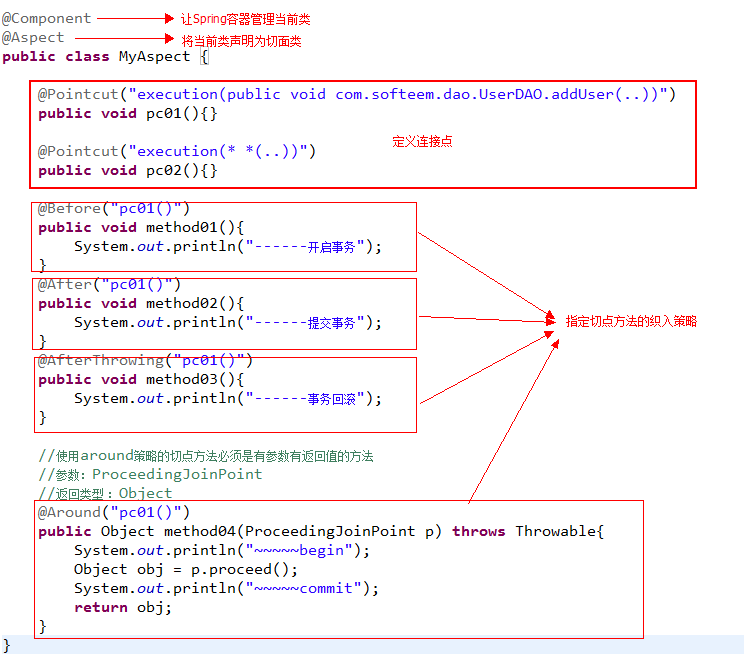 @Component 让Spring容器管理当前类
@Aspect 将当前类声明为切面类
public class MyAspect {
@Pointcut("execution(public void com.softeem.dao.UserDAO.addUser(..))")
public void pc01(){}
定义连接点
@Pointcut("execution(* *(..))")
public void pc02(){}
@Before("pc01()")
public void method01(){
System.out.println("------开启事务");
}
@After("pc01()")
public void method02(){
System.out.println("------提交事务");
}
指定切点方法的织入策略
@AfterThrowing("pc01()")
public void method03(){
System.out.println("------事务回滚");
}
//使用around策略的切点方法必须是有参数有返回值的方法
//参数：ProceedingJoinPoint
//返回类型：Object
@Around("pc01()")
public Object method04(ProceedingJoinPoint p) throws Throwable{
System.out.println("~~~~~begin");
Object obj = p.proceed();
System.out.println("~~~~~commit");
return obj;
}
}